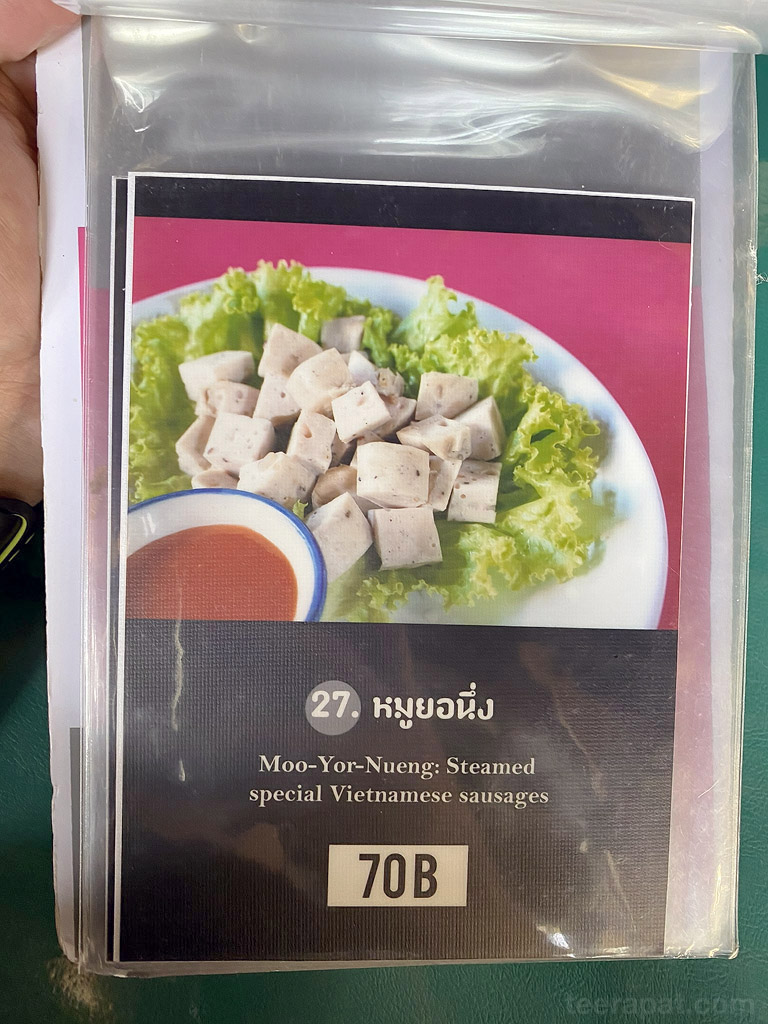 27. หมูยอนึ่ง
Moo-Yor-Nueng: Steamed
special Vietnamese sausages
70B
teerapat.com